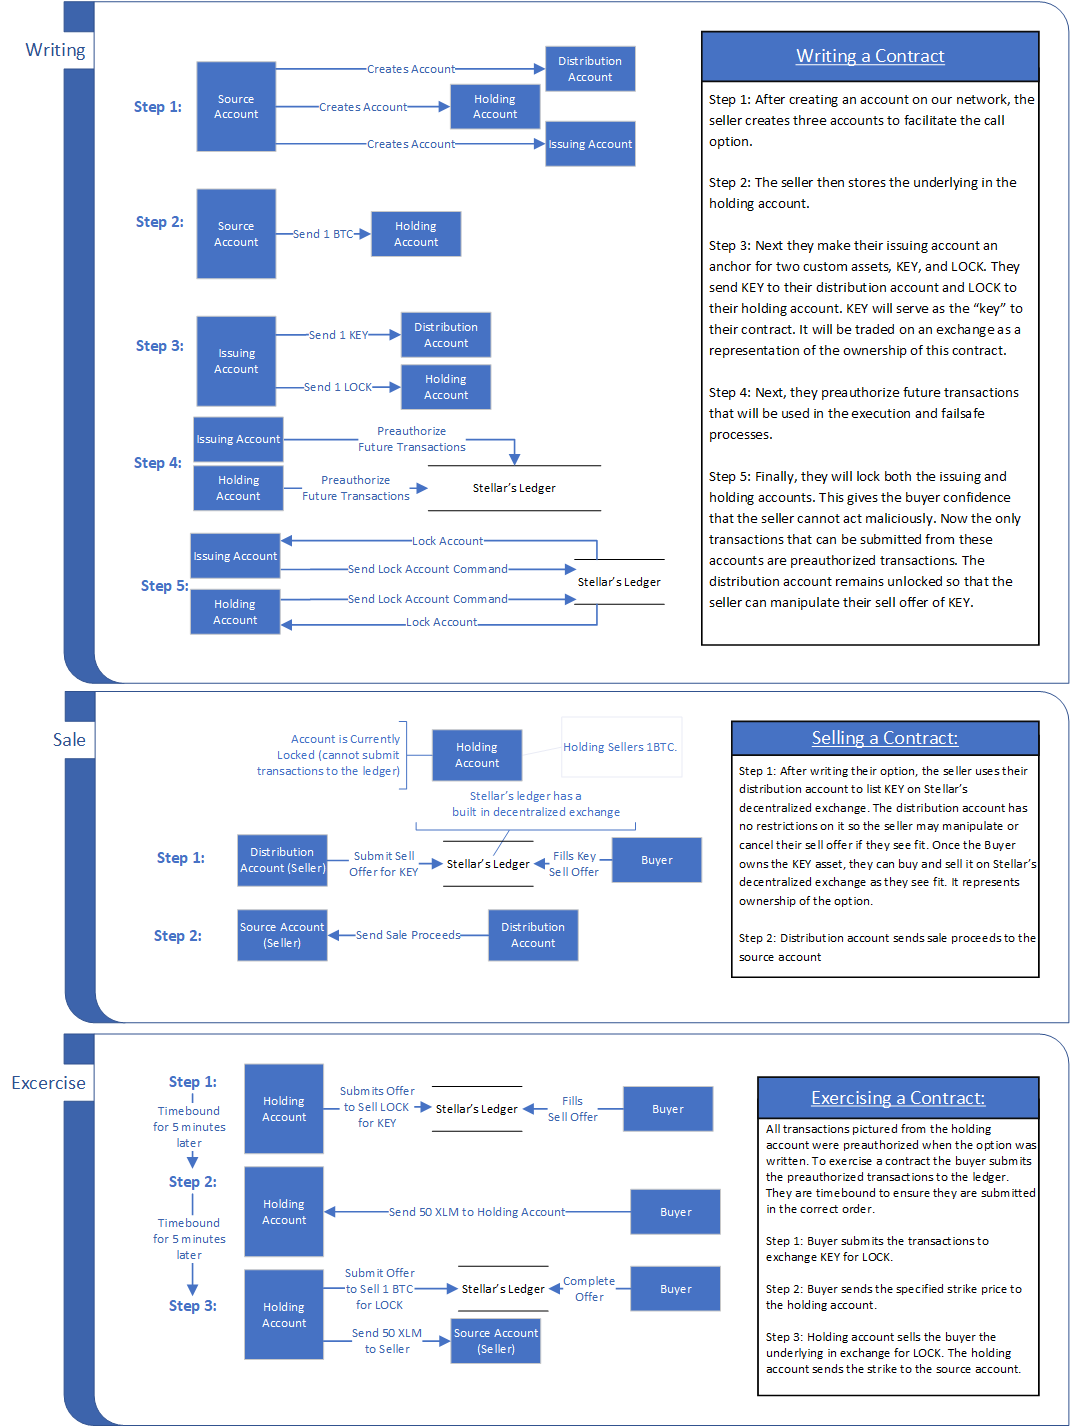 Writing
Step 1:
Source
Account
Creates Account
Distribution
Account
Creates Account
Holding
Account
Creates Account
Issuing Account
Step 2:
Source
Account
Send 1 BTC
Holding
Account
Step 3:
Issuing
Account
Send 1 KEY
Distribution
Account
Send 1 LOCK
Holding
Account
Step 4:
Issuing Account
Preauthorize
Future Transactions
Holding
Account
Preauthorize
Future Transactions
Stellar's Ledger
Step 5:
Issuing Account
Lock Account
Send Lock Account Command
Stellar's Ledger
Holding
Account
Send Lock Account Command
Lock Account
Writing a Contract
Step 1: After creating an account on our network, the
seller creates three accounts to facilitate the call
option.
Step 2: The seller then stores the underlying in the
holding account.
Step 3: Next they make their issuing account an
anchor for two custom assets, KEY, and LOCK. They
send KEY to their distribution account and LOCK to
their holding account. KEY will serve as the “key” to
their contract. It will be traded on an exchange as a
representation of the ownership of this contract.
Step 4: Next, they preauthorize future transactions
that will be used in the execution and failsafe
processes.
Step 5: Finally, they will lock both the issuing and
holding accounts. This gives the buyer confidence
that the seller cannot act maliciously. Now the only
transactions that can be submitted from these
accounts are preauthorized transactions. The
distribution account remains unlocked so that the
seller can manipulate their sell offer of KEY.
Sale
Account is Currently
Locked (cannot submit
transactions to the ledger)
Holding
Account
Holding Sellers 1BTC.
Stellar's ledger has a
built in decentralized exchange
Step 1:
Distribution
Account (Seller)
Submit Sell
Offer for KEY
Stellar's Ledger
Fills Key
Sell Offer
Buyer
Step 2:
Source Account
(Seller)
Send Sale Proceeds
Distribution
Account
Selling a Contract:
Step 1: After writing their option, the seller uses their
distribution account to list KEY on Stellar's
decentralized exchange. The distribution account has
no restrictions on it so the seller may manipulate or
cancel their sell offer if they see fit. Once the Buyer
owns the KEY asset, they can buy and sell it on Stellar's
decentralized exchange as they see fit. It represents
ownership of the option.
Step 2: Distribution account sends sale proceeds to the
source account
Excercise
Step 1:
Timebound
for 5 minutes
later
Holding
Account
Submits Offer
to Sell LOCK
for KEY
Stellar's Ledger
Fills
Sell Offer
Buyer
Step 2:
Timebound
for 5 minutes
later
Holding
Account
Send 50 XLM to Holding Account
Buyer
Step 3:
Holding
Account
Submit Offer
to Sell 1 BTC
for LOCK
Stellar's Ledger
Complete
Offer
Buyer
Send 50 XLM
to Seller
Source Account
(Seller)
Exercising a Contract:
All transactions pictured from the holding
account were preauthorized when the option was
written. To exercise a contract the buyer submits
the preauthorized transactions to the ledger.
They are timebound to ensure they are submitted
in the correct order.
Step 1: Buyer submits the transactions to
exchange KEY for LOCK.
Step 2: Buyer sends the specified strike price to
the holding account.
Step 3: Holding account sells the buyer the
underlying in exchange for LOCK. The holding
account sends the strike to the source account.